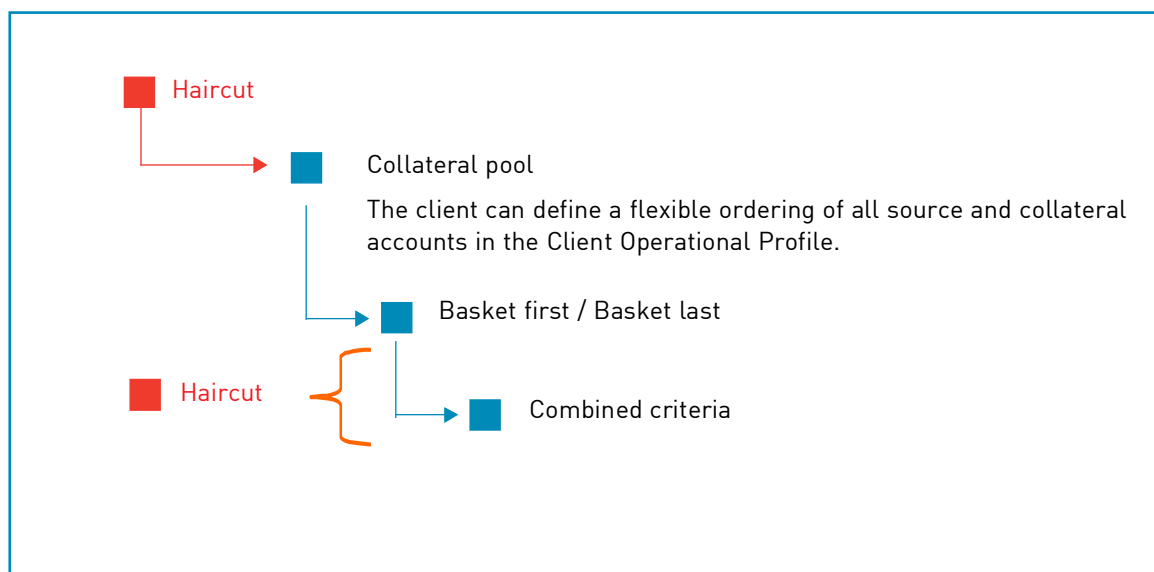 Haircut
Collateral pool
The client can define a flexible ordering of all source and collateral
accounts in the Client Operational Profile.
Basket first / Basket last
Haircut
Combined criteria